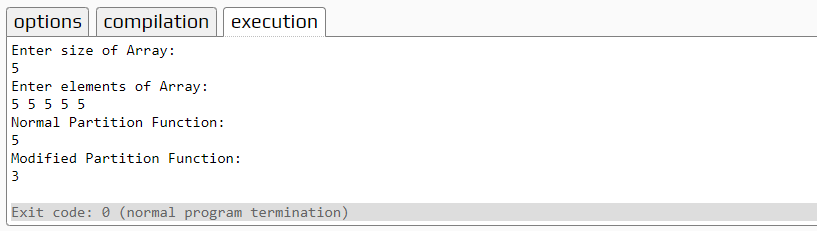 options compilation execution
Enter size of Array:
5
Enter elements of Array:
5 5 5 5 5
Normal Partition Function:
5
Modified Partition Function:
3
Exit code: 0 (normal program termination)